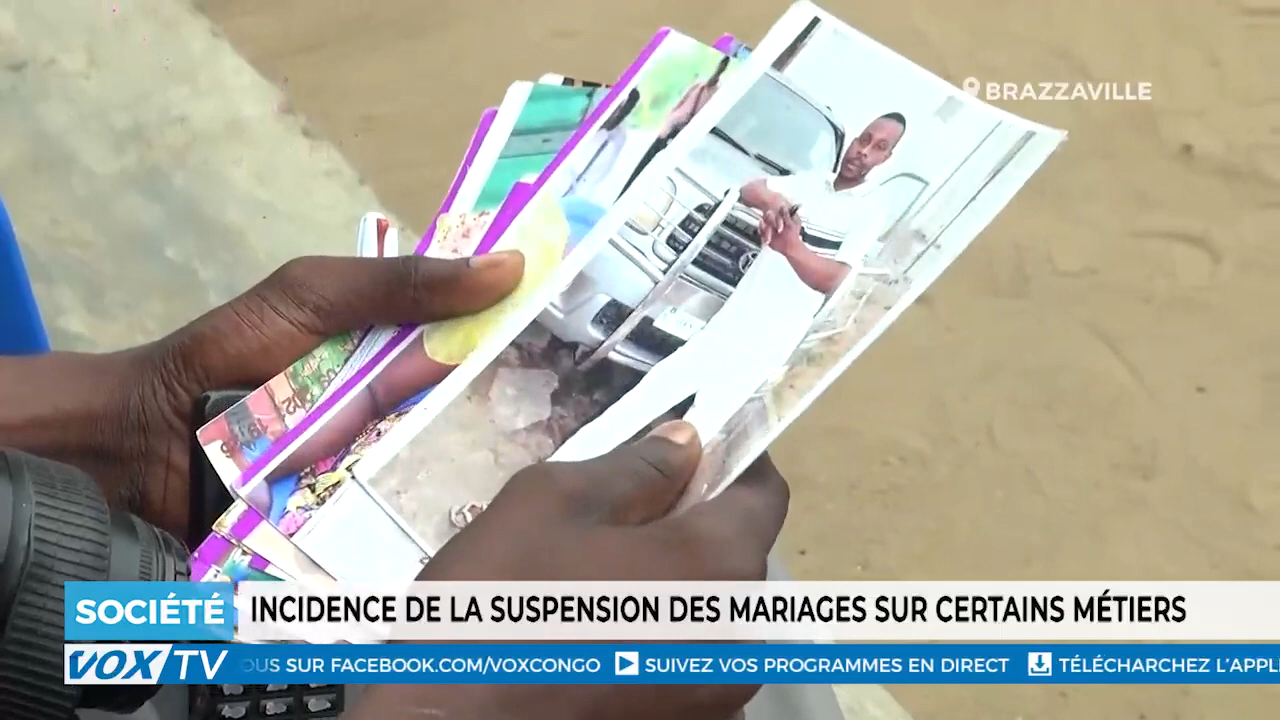 BRAZZAVILLE
SOCIÉTÉ INCIDENCE DE LA SUSPENSION DES MARIAGES SUR CERTAINS MÉTIERS
VOX TV OUS SUR FACEBOOK.COM/VOXCONGO SUIVEZ VOS PROGRAMMES EN DIRECT TÉLÉCHARCHEZ L'APPL